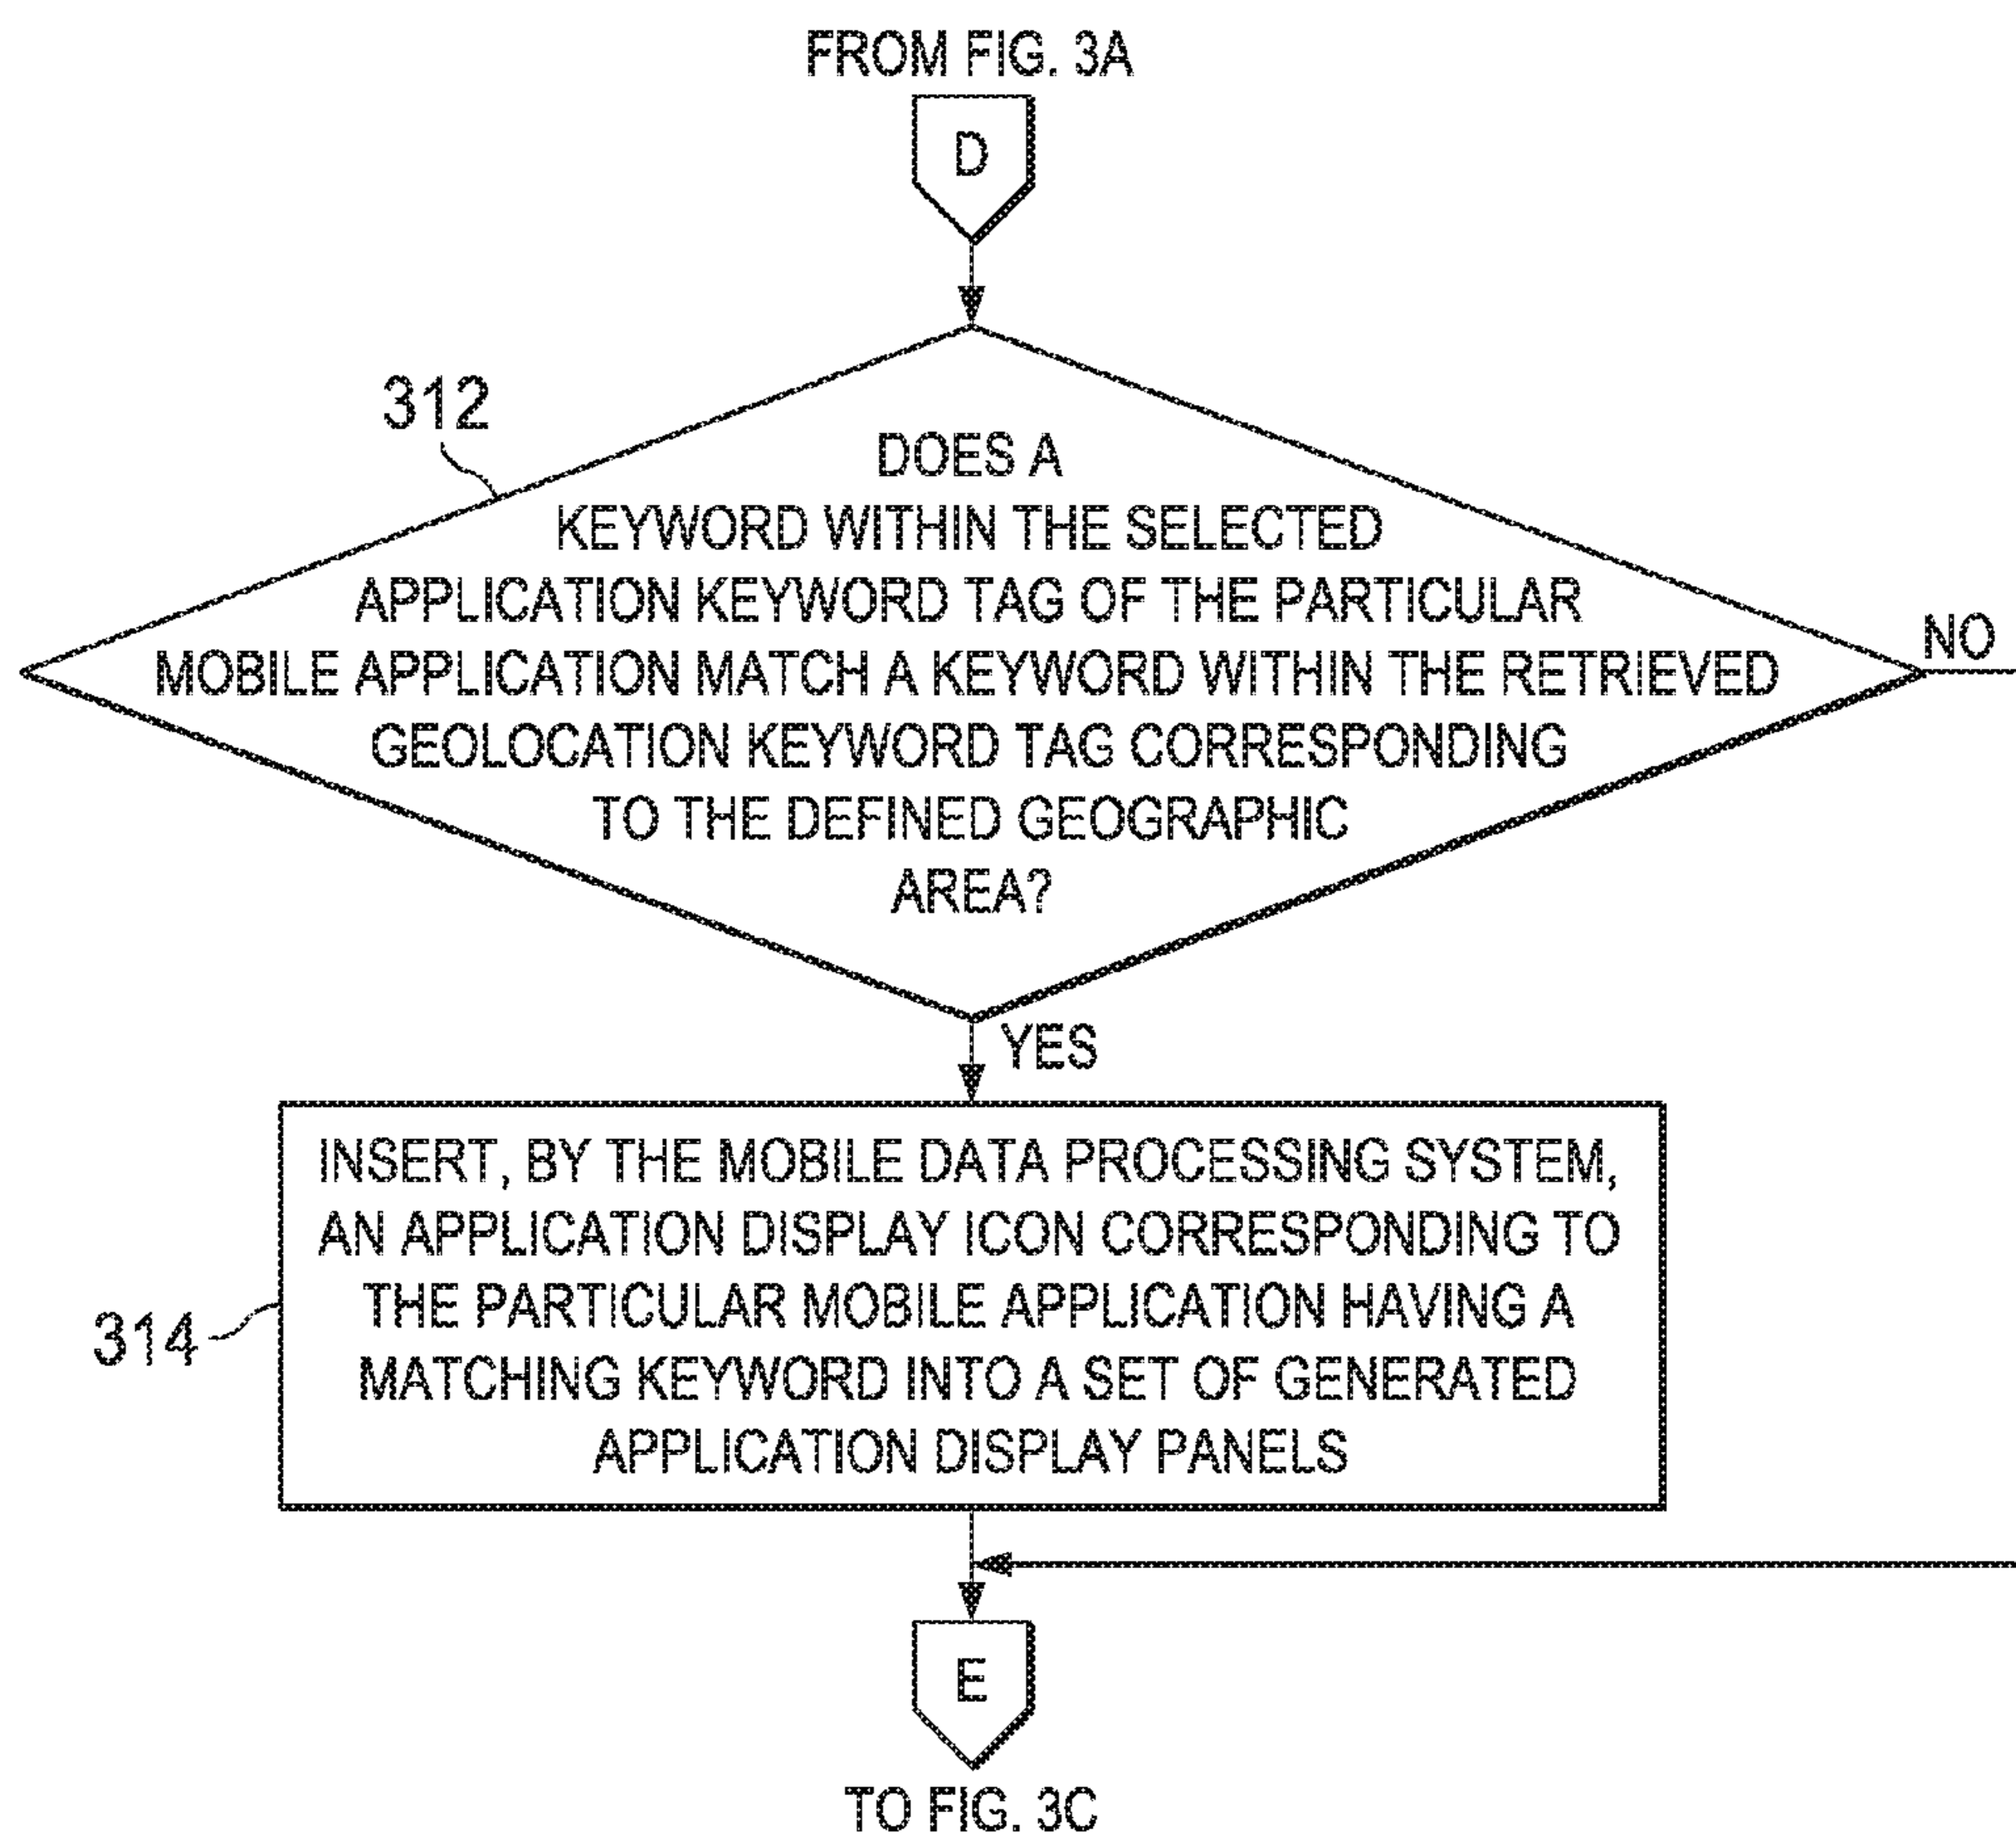 FROM FIG. 3A
D
312
DOES A
KEYWORD WITHIN THE SELECTED
APPLICATION KEYWORD TAG OF THE PARTICULAR
MOBILE APPLICATION MATCH A KEYWORD WITHIN THE RETRIEVED
GEOLOCATION KEYWORD TAG CORRESPONDING
TO THE DEFINED GEOGRAPHIC
AREA?
NO
YES
INSERT, BY THE MOBILE DATA PROCESSING SYSTEM,
AN APPLICATION DISPLAY ICON CORRESPONDING TO
THE PARTICULAR MOBILE APPLICATION HAVING A
MATCHING KEYWORD INTO A SET OF GENERATED
APPLICATION DISPLAY PANELS
314
E
TO FIG. 3C